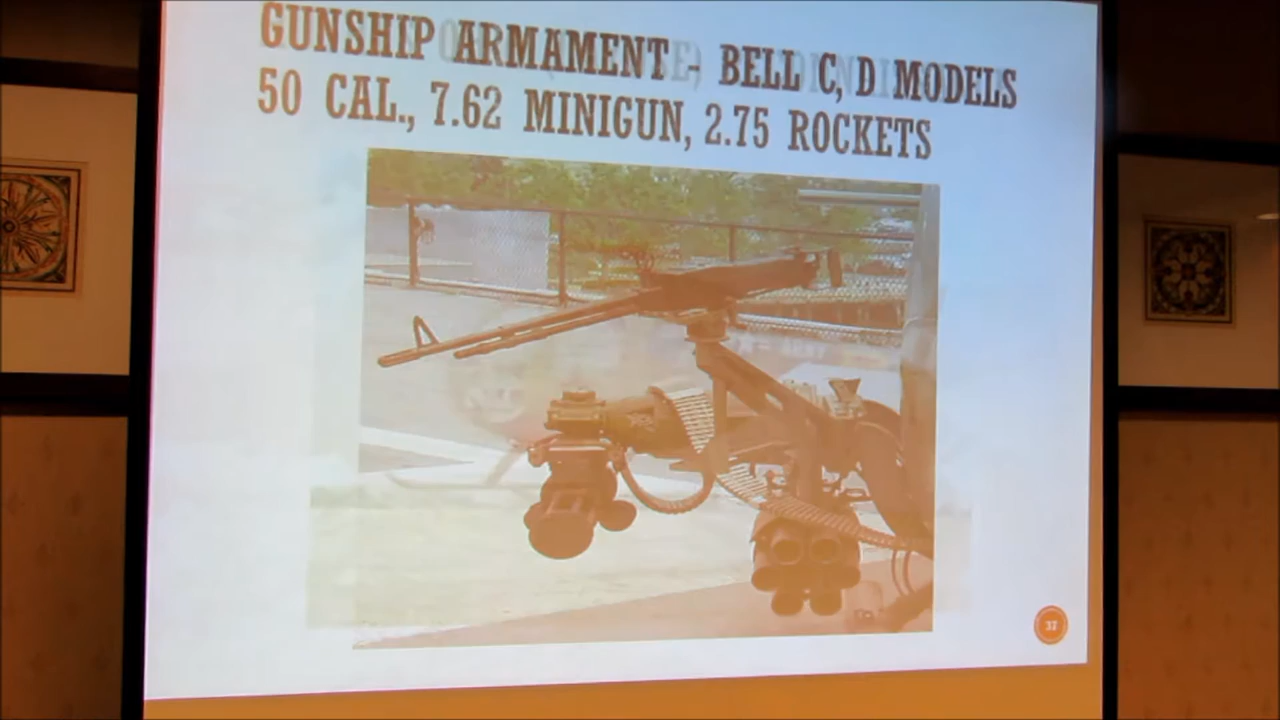 GUNSHIP ARMAMENT - BELL C, D MODELS
50 CAL., 7.62 MINIGUN, 2.75 ROCKETS
37